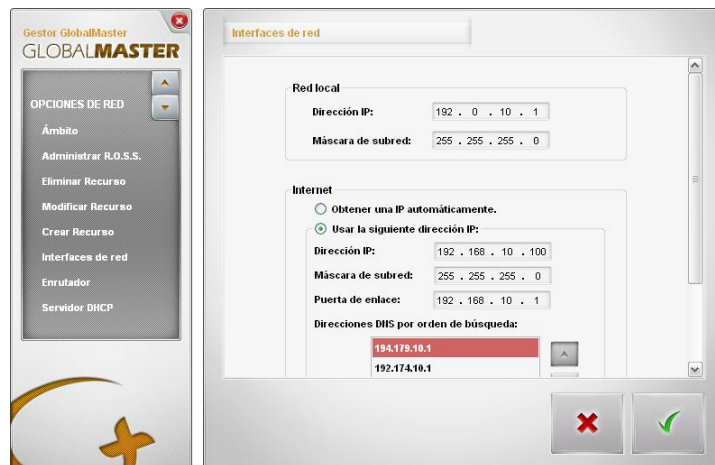 Gestor GlobalMaster
GLOBALMASTER
OPCIONES DE RED
Ámbito
Administrar R.O.S.S.
Eliminar Recurso
Modificar Recurso
Crear Recurso
Interfaces de red
Enrutador
Servidor DHCP
Interfaces de red
Red local
Dirección IP: 192 . 0 . 10 . 1
Máscara de subred: 255 . 255 . 255 . 0
Internet
Obtener una IP automáticamente.
Usar la siguiente dirección IP:
Dirección IP: 192 . 168 . 10 . 100
Máscara de subred: 255 . 255 . 255 . 0
Puerta de enlace: 192 . 168 . 10 . 1
Direcciones DNS por orden de búsqueda:
194.179.10.1
192.174.10.1